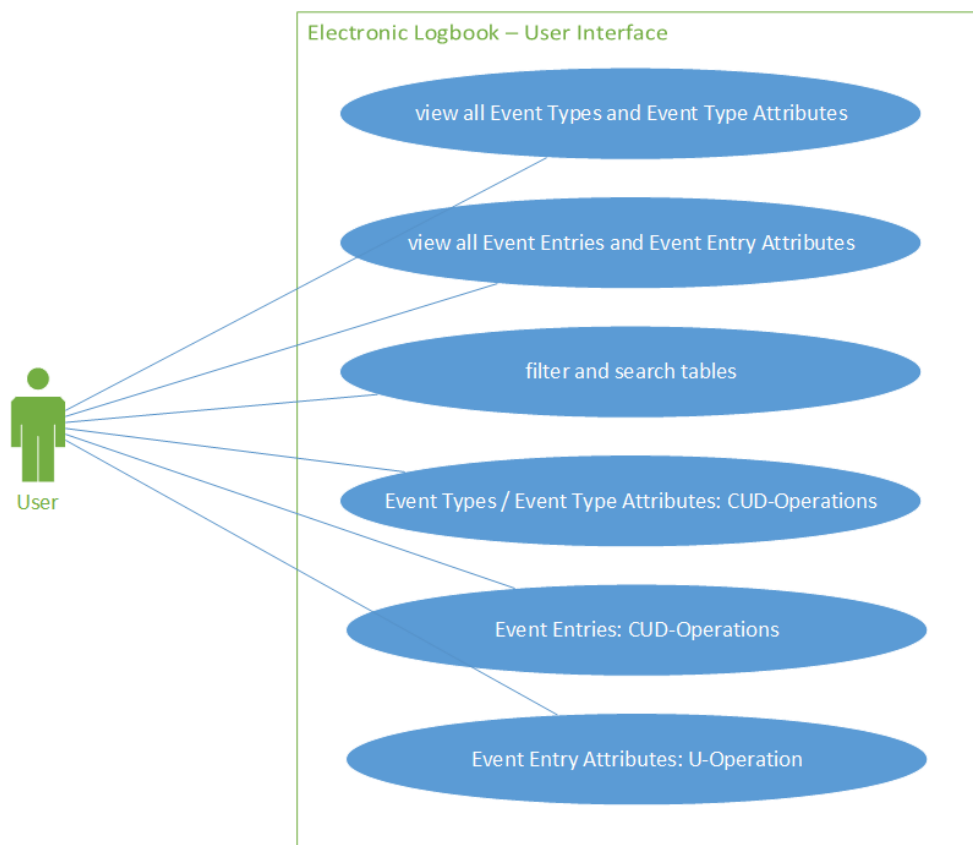 Electronic Logbook – User Interface
view all Event Types and Event Type Attributes
view all Event Entries and Event Entry Attributes
filter and search tables
Event Types / Event Type Attributes: CUD-Operations
User
Event Entries: CUD-Operations
Event Entry Attributes: U-Operation